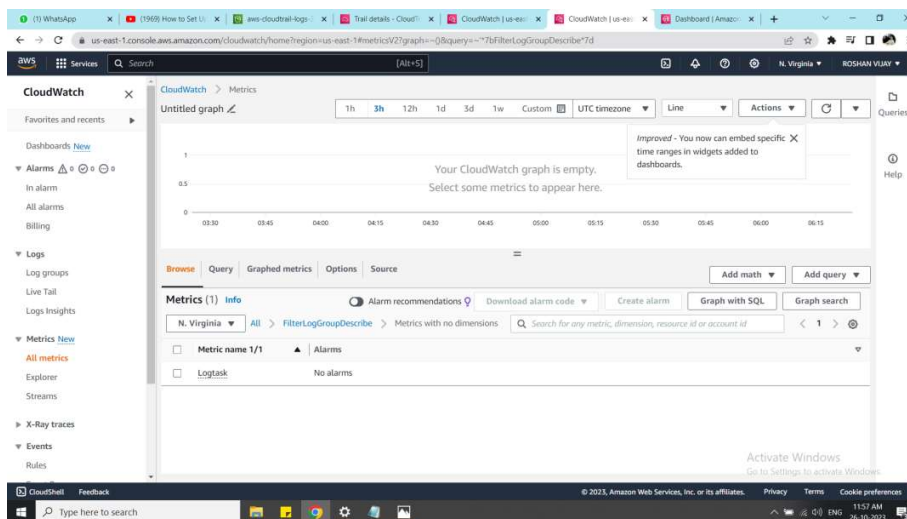 (1) WhatsApp
(1969) How to Set U
aws-cloudtrail-logs-
Trail details - CloudT
CloudWatch | us-eas
CloudWatch | us-eas
Dashboard | Amazon
us-east-1.console.aws.amazon.com/cloudwatch/home?region=us-east-1#metricsV2?graph=~()&query=~'*7bFilterLogGroupDescribe*7d
aws Services Search [Alt+S] N. Virginia ROSHAN VIJAY
CloudWatch
Favorites and recents
Dashboards New
Alarms 0 0 0
In alarm
All alarms
Billing
Logs
Log groups
Live Tail
Logs Insights
Metrics New
All metrics
Explorer
Streams
X-Ray traces
Events
Rules
CloudWatch > Metrics
Untitled graph
1h 3h 12h 1d 3d 1w Custom UTC timezone Line Actions
Improved - You now can embed specific
time ranges in widgets added to
dashboards.
Queries
Help
1
0.5
0
Your CloudWatch graph is empty.
Select some metrics to appear here.
03:30 03:45 04:00 04:15 04:30 04:45 05:00 05:15 05:30 05:45 06:00 06:15
Browse Query Graphed metrics Options Source
Add math Add query
Metrics (1) Info Alarm recommendations Download alarm code Create alarm Graph with SQL Graph search
N. Virginia All > FilterLogGroupDescribe > Metrics with no dimensions Search for any metric, dimension, resource id or account id 1
Metric name 1/1 Alarms
Logtask No alarms
Activate Windows
Go to Settings to activate Windows
CloudShell Feedback © 2023, Amazon Web Services, Inc. or its affiliates. Privacy Terms Cookie preferences
Type here to search ENG 11:57 AM
26-10-2023